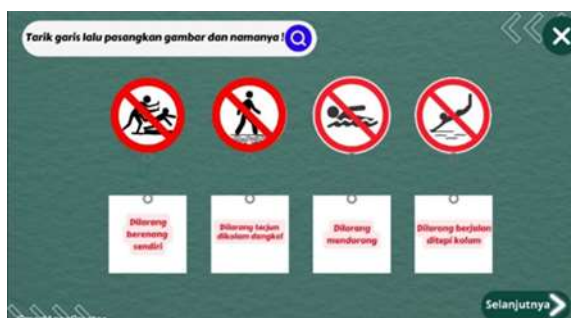 Tarik garis lalu pasangkan gambar dan namanya !
Dilarang
berenang
sendiri
Dilarang terjun
dikolam dangkal
Dilarang
mendorong
Dilarang berjalan
ditepi kolam
Selanjutnya